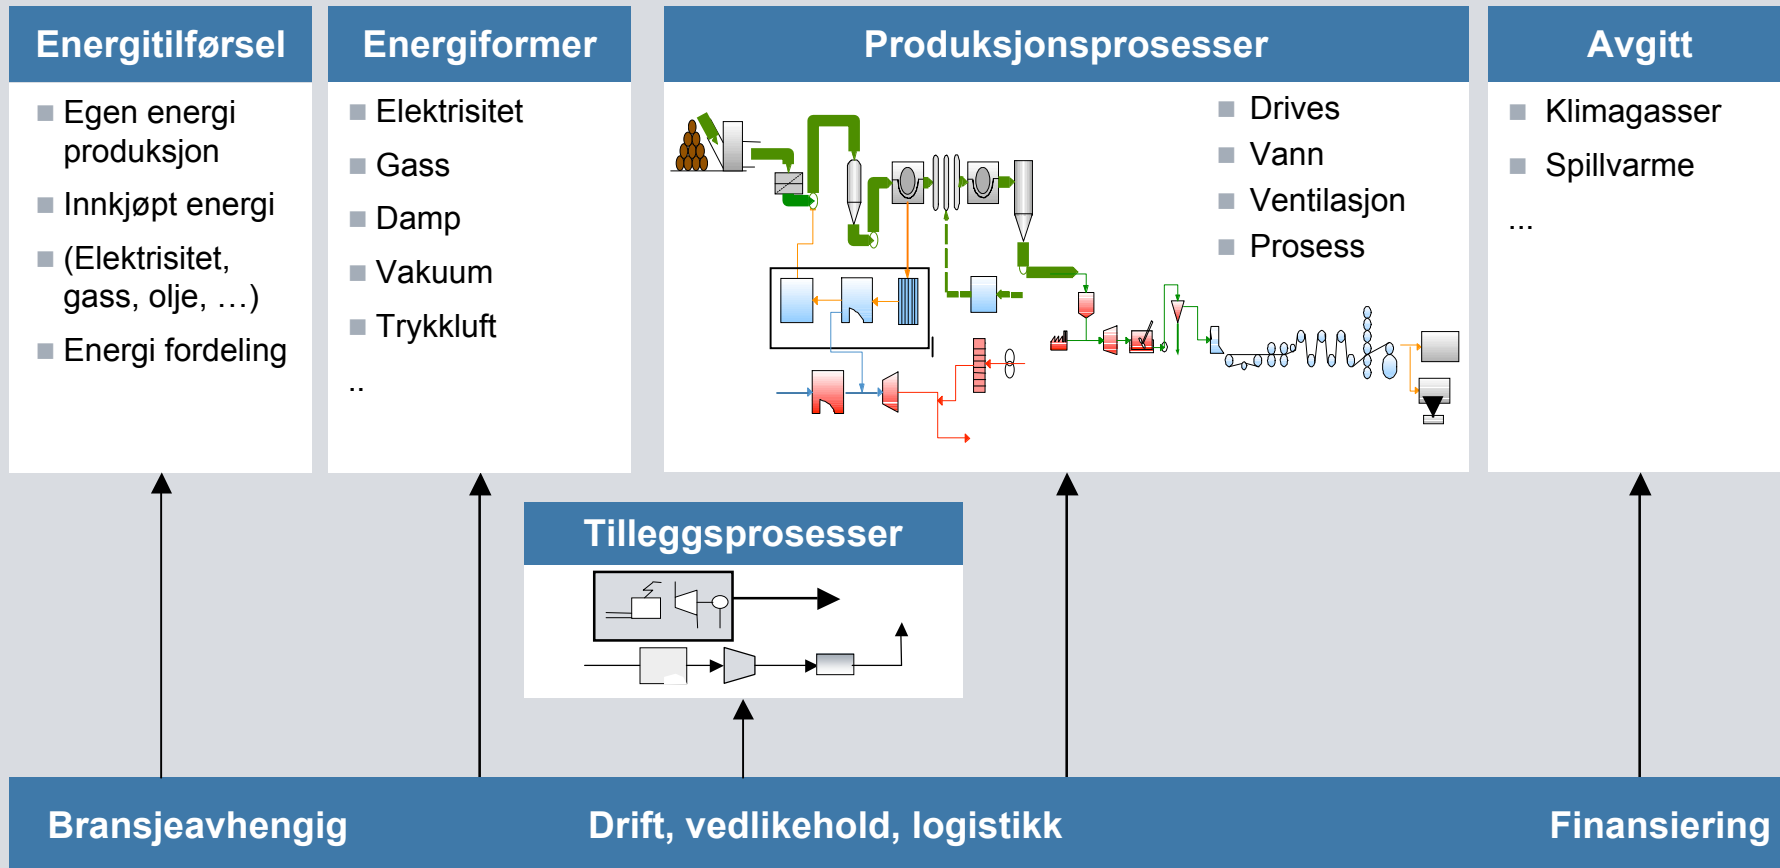 Energitilførsel
Egen energi
produksjon
Innkjøpt energi
(Elektrisitet,
gass, olje, …)
Energi fordeling
Energiformer
Elektrisitet
Gass
Damp
Vakuum
Trykkluft
..
Produksjonsprosesser
Drives
Vann
Ventilasjon
Prosess
Avgitt
Klimagasser
Spillvarme
...
Tilleggsprosesser
Bransjeavhengig
Drift, vedlikehold, logistikk
Finansiering